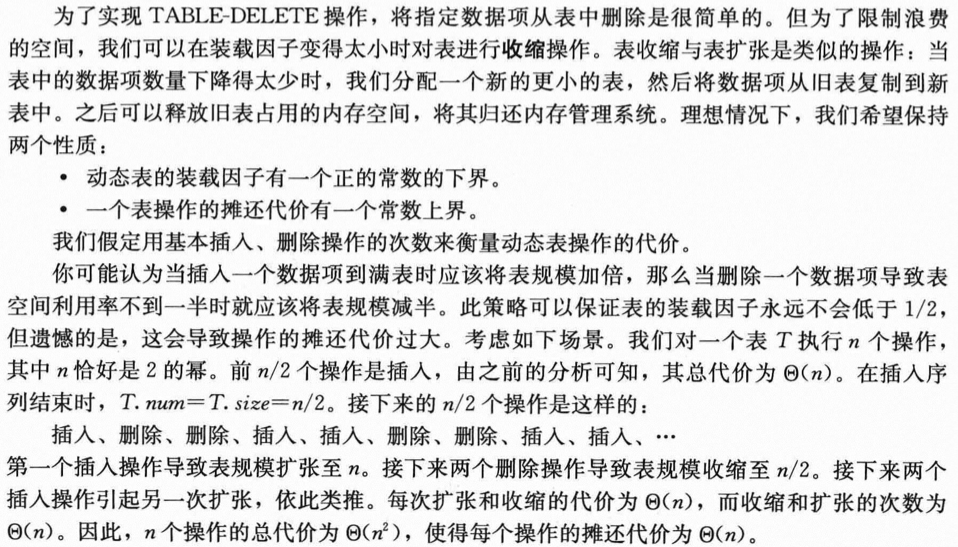 为了实现 TABLE-DELETE 操作，将指定数据项从表中删除是很简单的。但为了限制浪费
的空间，我们可以在装载因子变得太小时对表进行收缩操作。表收缩与表扩张是类似的操作：当
表中的数据项数量下降得太少时，我们分配一个新的更小的表，然后将数据项从旧表复制到新
表中。之后可以释放旧表占用的内存空间，将其归还内存管理系统。理想情况下，我们希望保持
两个性质：
• 动态表的装载因子有一个正的常数的下界。
• 一个表操作的摊还代价有一个常数上界。
我们假定用基本插入、删除操作的次数来衡量动态表操作的代价。
你可能认为当插入一个数据项到满表时应该将表规模加倍，那么当删除一个数据项导致表
空间利用率不到一半时就应该将表规模减半。此策略可以保证表的装载因子永远不会低于 1/2，
但遗憾的是，这会导致操作的摊还代价过大。考虑如下场景。我们对一个表 T 执行 n 个操作，
其中 n 恰好是 2 的幂。前 n/2 个操作是插入，由之前的分析可知，其总代价为 Θ(n)。在插入序
列结束时，T.num=T.size=n/2。接下来的 n/2 个操作是这样的：
插入、删除、删除、插入、插入、删除、删除、插入、插入、…
第一个插入操作导致表规模扩张至 n。接下来两个删除操作导致表规模收缩至 n/2。接下来两个
插入操作引起另一次扩张，依此类推。每次扩张和收缩的代价为 Θ(n)，而收缩和扩张的次数为
Θ(n)。因此，n 个操作的总代价为 Θ(n²)，使得每个操作的摊还代价为 Θ(n)。